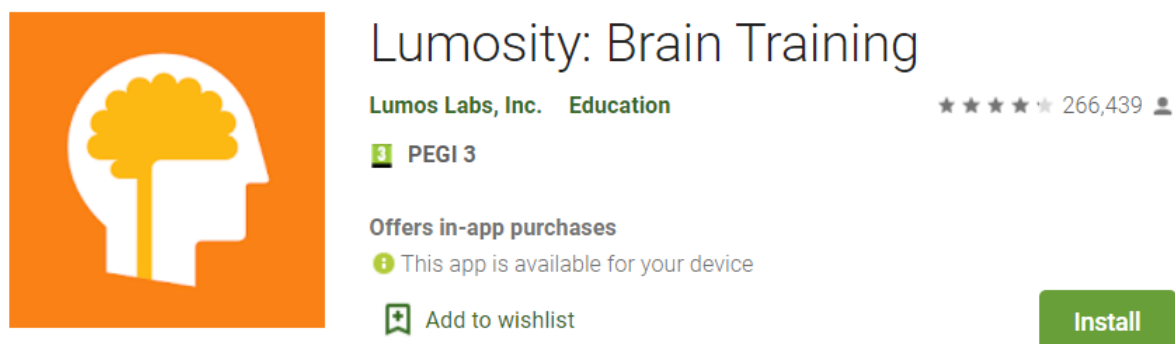 Lumosity: Brain Training
Lumos Labs, Inc. Education 266,439
3 PEGI 3
Offers in-app purchases
This app is available for your device
Add to wishlist
Install